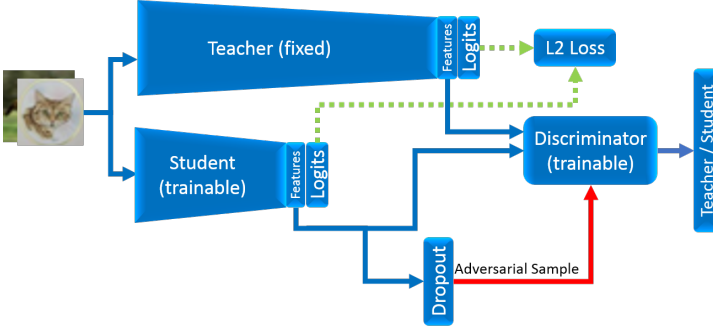 Teacher (fixed)
Features
Logits
L2 Loss
Student
(trainable)
Features
Logits
Discriminator
(trainable)
Teacher / Student
Dropout
Adversarial Sample